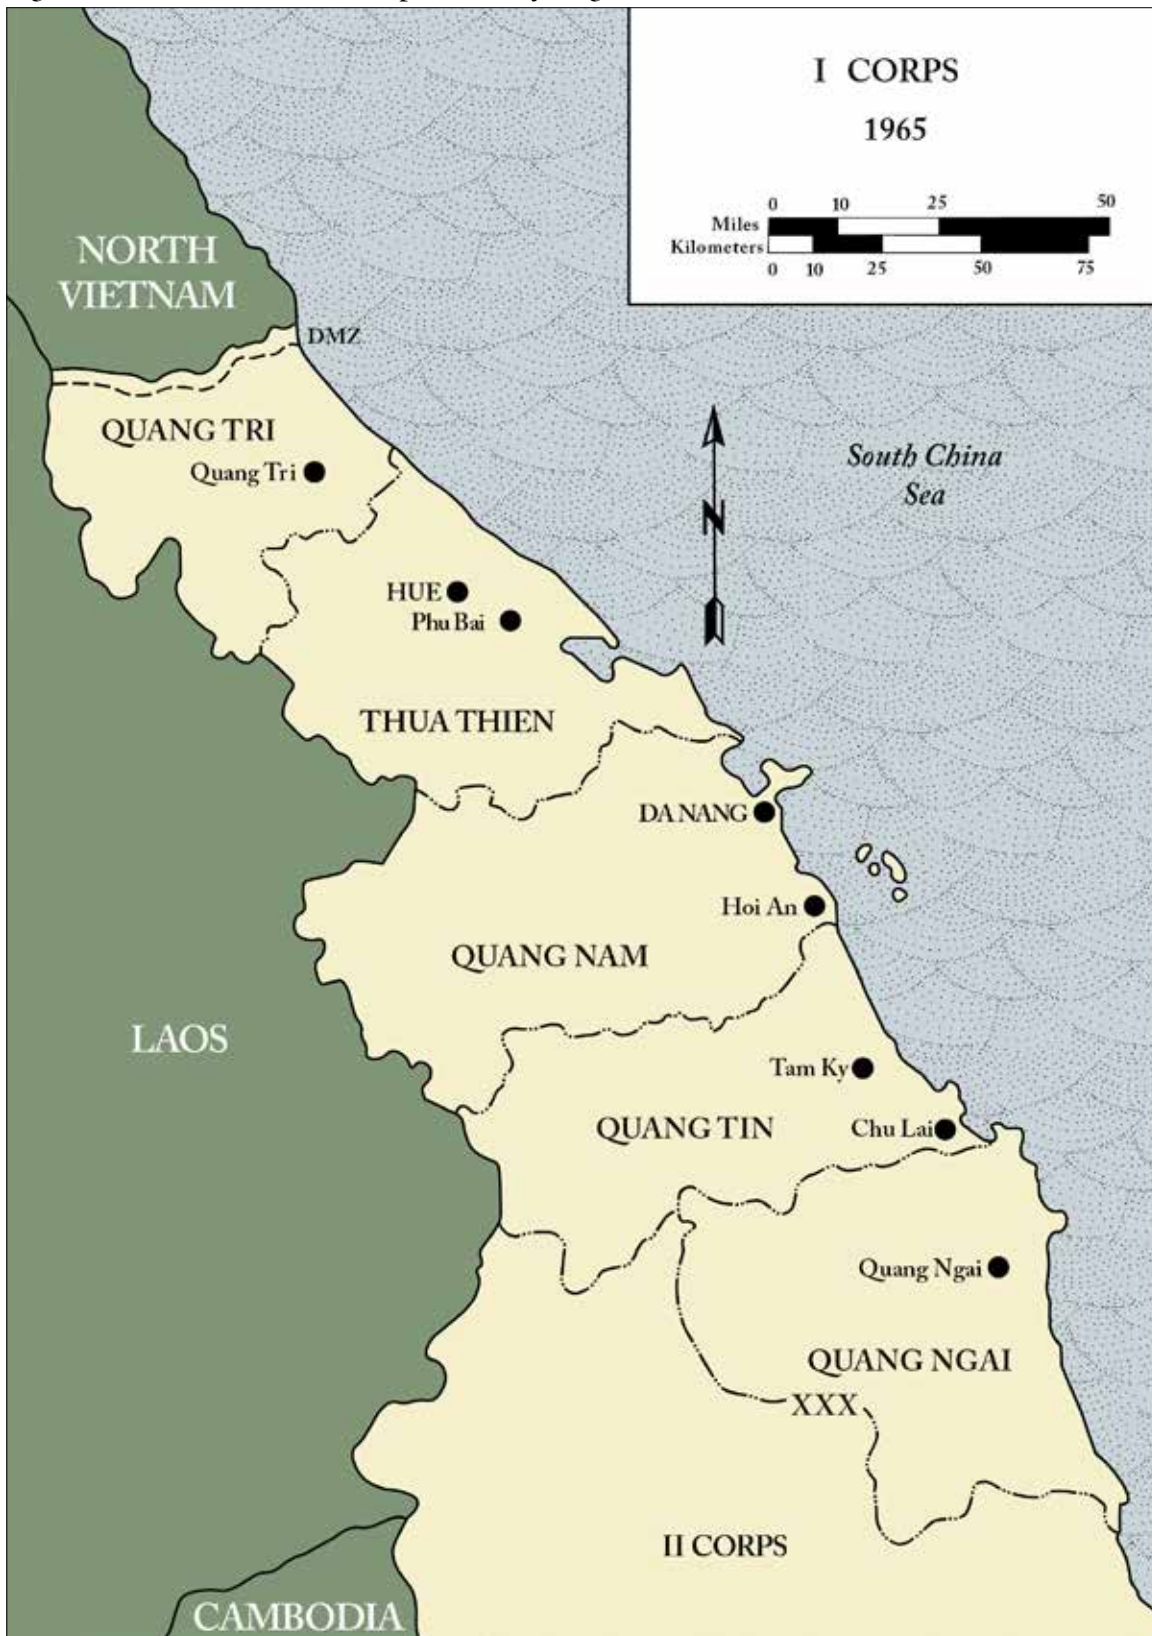 I CORPS
1965
0 10 25 50
Miles
Kilometers
0 10 25 50 75
NORTH
VIETNAM
DMZ
QUANG TRI
Quang Tri
South China
Sea
N
HUE
Phu Bai
THUA THIEN
DA NANG
Hoi An
QUANG NAM
LAOS
Tam Ky
QUANG TIN
Chu Lai
Quang Ngai
QUANG NGAI
XXX
II CORPS
CAMBODIA